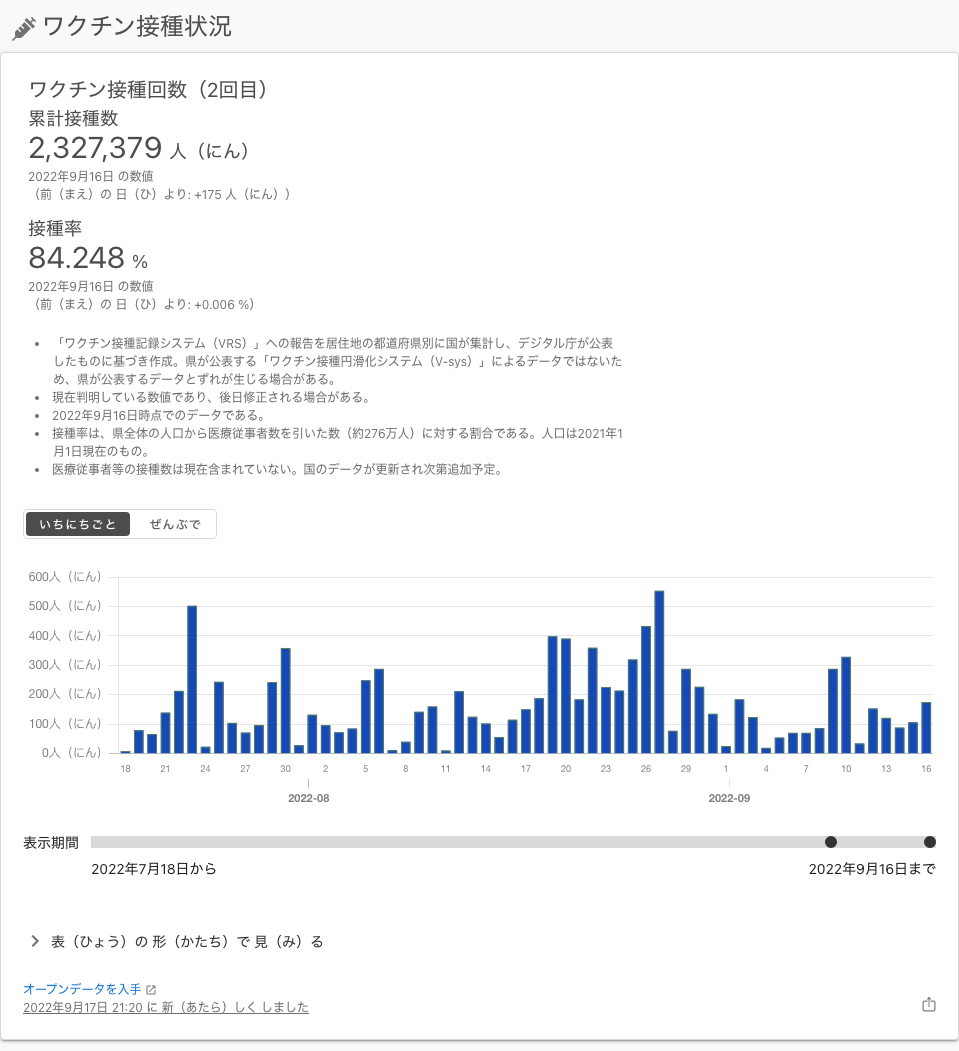 ワクチン接種状況
ワクチン接種回数（2回目）
累計接種数
2,327,379 人（にん）
2022年9月16日 の数値
（前（まえ）の 日（ひ）より: +175 人（にん））
接種率
84.248 %
2022年9月16日 の数値
（前（まえ）の 日（ひ）より: +0.006 %）
• 「ワクチン接種記録システム（VRS）」への報告を居住地の都道府県別に国が集計し、デジタル庁が公表
したものに基づき作成。県が公表する「ワクチン接種円滑化システム（V-sys）」によるデータではないた
め、県が公表するデータとずれが生じる場合がある。
• 現在判明している数値であり、後日修正される場合がある。
• 2022年9月16日時点でのデータである。
• 接種率は、県全体の人口から医療従事者数を引いた数（約276万人）に対する割合である。人口は2021年1
月1日現在のもの。
• 医療従事者等の接種数は現在含まれていない。国のデータが更新され次第追加予定。
いちにちごと ぜんぶで
600人（にん）
500人（にん）
400人（にん）
300人（にん）
200人（にん）
100人（にん）
0人（にん）
18 21 24 27 30 2 5 8 11 14 17 20 23 26 29 1 4 7 10 13 16
2022-08 2022-09
表示期間
2022年7月18日から 2022年9月16日まで
表（ひょう）の 形（かたち）で 見（み）る
オープンデータを入手
2022年9月17日 21:20 に 新（あたら）しく しました